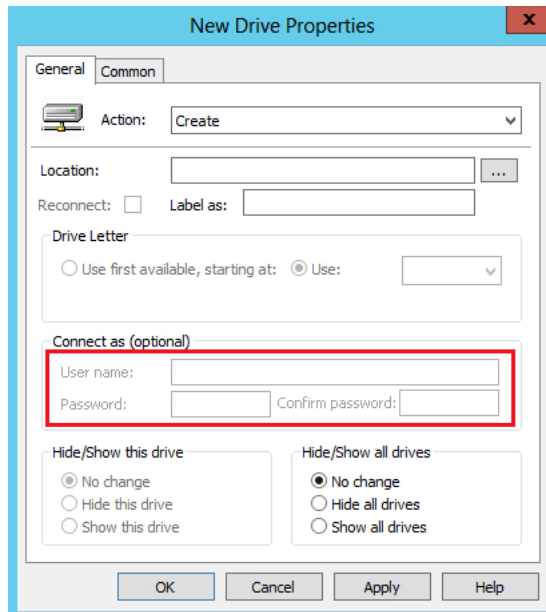 New Drive Properties
x
General Common
Action: Create
Location: ...
Reconnect: Label as:
Drive Letter
Use first available, starting at: Use:
Connect as (optional)
User name:
Password: Confirm password:
Hide/Show this drive Hide/Show all drives
No change No change
Hide this drive Hide all drives
Show this drive Show all drives
OK Cancel Apply Help